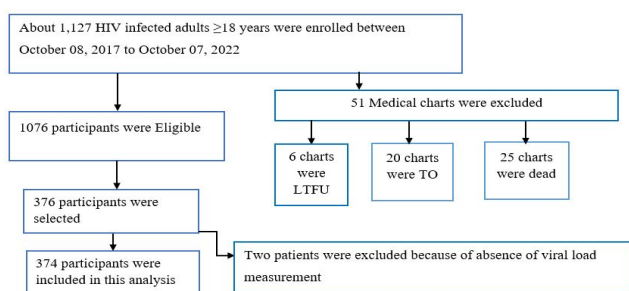 About 1,127 HIV infected adults ≥18 years were enrolled between
October 08, 2017 to October 07, 2022
51 Medical charts were excluded
1076 participants were Eligible
6 charts
were
LTFU
20 charts
were TO
25 charts
were dead
376 participants were
selected
374 participants were
included in this analysis
Two patients were excluded because of absence of viral load
measurement